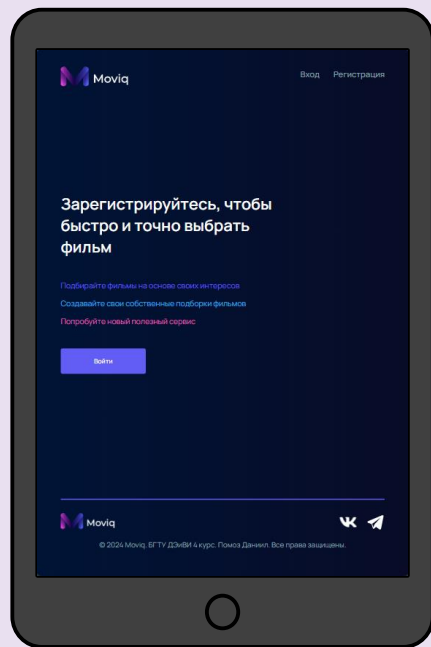 Moviq
Вход Регистрация
Зарегистрируйтесь, чтобы
быстро и точно выбрать
фильм
Подбирайте фильмы на основе своих интересов
Создавайте свои собственные подборки фильмов
Попробуйте новый полезный сервис
Войти
Moviq
© 2024 Moviq. БГТУ ДЭиВИ 4 курс. Помоз Даниил. Все права защищены.